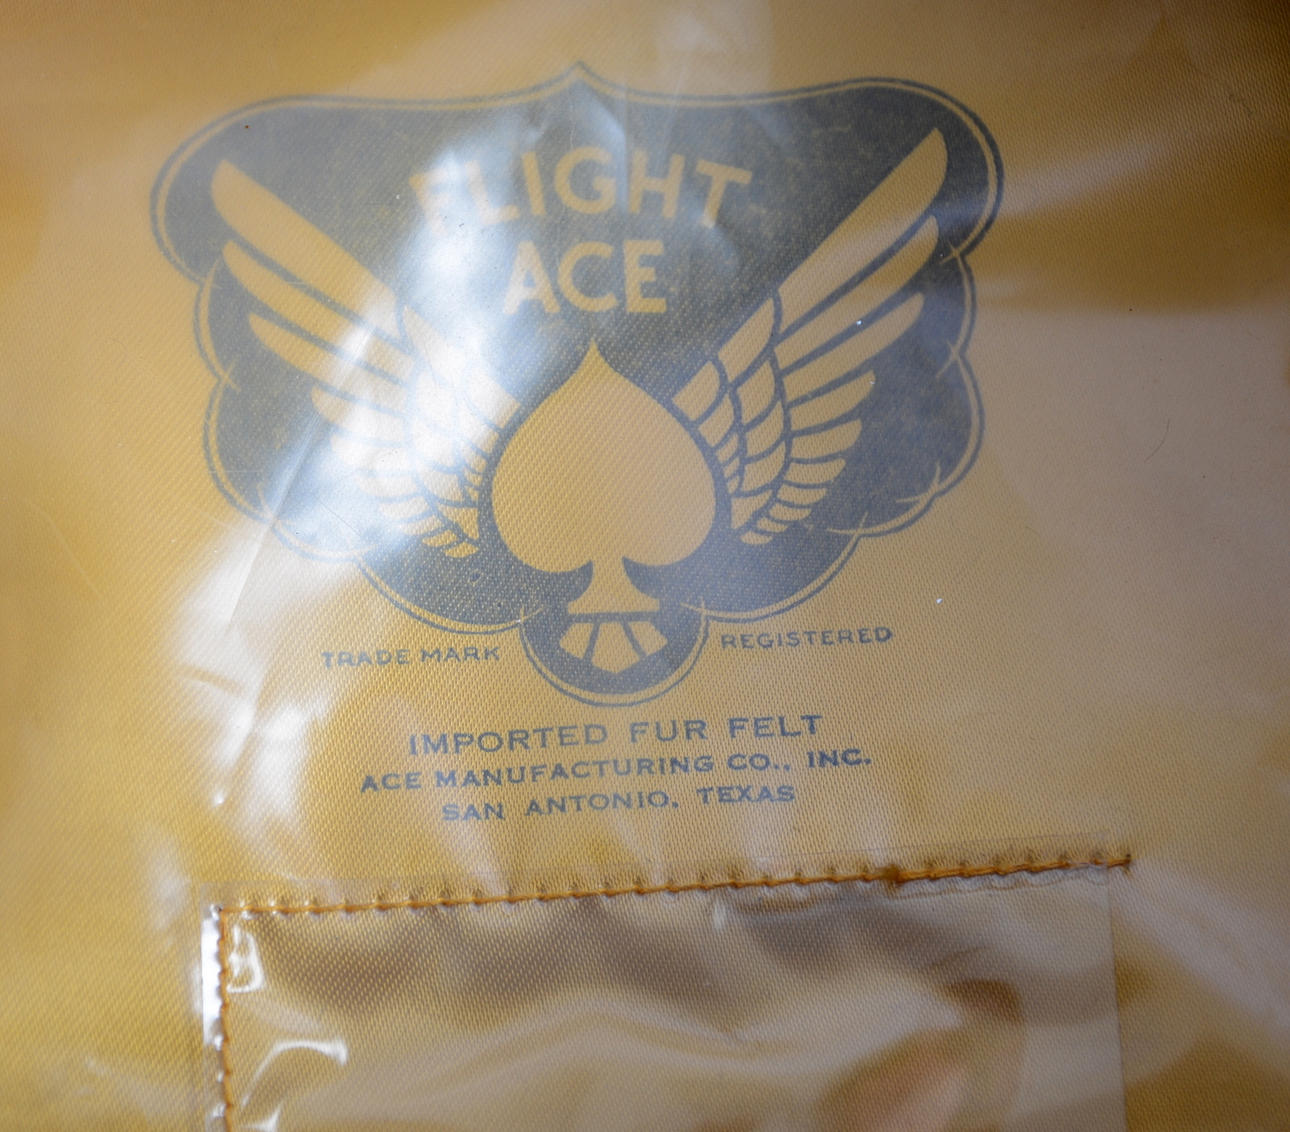 FLIGHT
ACE
TRADE MARK REGISTERED
IMPORTED FUR FELT
ACE MANUFACTURING CO., INC.
SAN ANTONIO, TEXAS